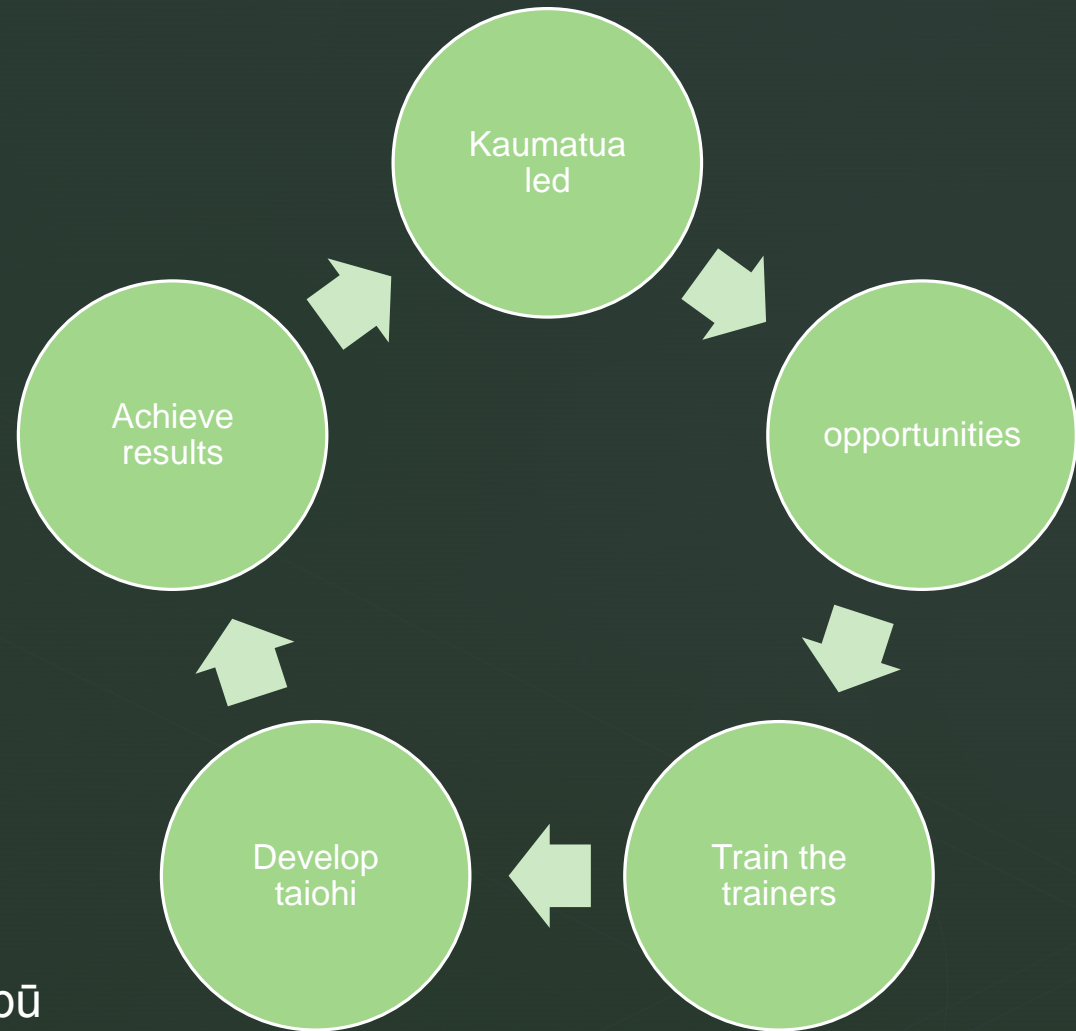 Kaumatua
led
opportunities
Train the
trainers
Develop
taiohi
Achieve
results